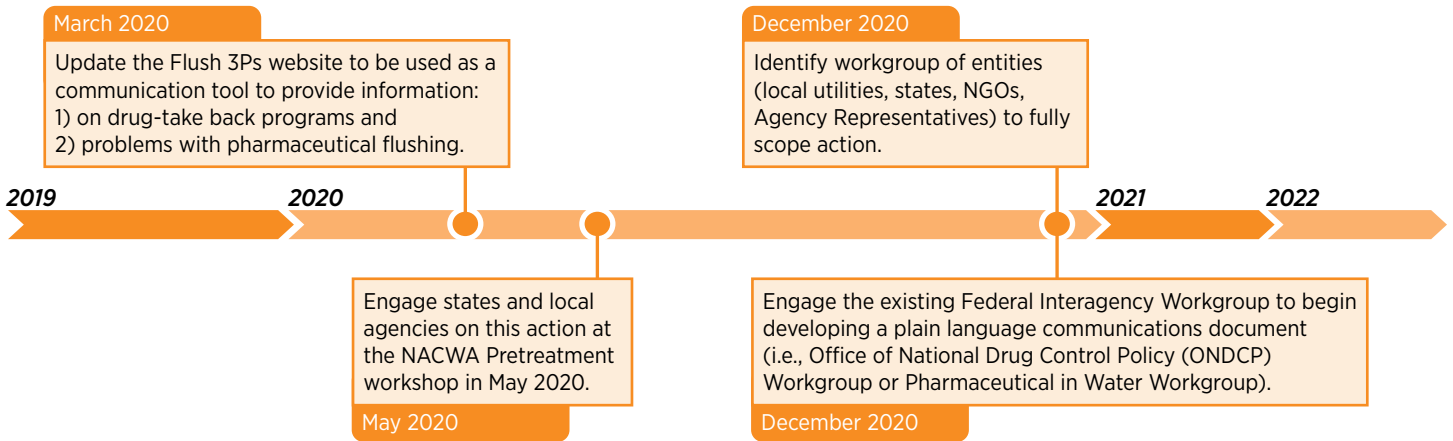 March 2020
Update the Flush 3Ps website to be used as a
communication tool to provide information:
1) on drug-take back programs and
2) problems with pharmaceutical flushing.
December 2020
Identify workgroup of entities
(local utilities, states, NGOs,
Agency Representatives) to fully
scope action.
2019
2020
2021
2022
Engage states and local
agencies on this action at
the NACWA Pretreatment
workshop in May 2020.
May 2020
Engage the existing Federal Interagency Workgroup to begin
developing a plain language communications document
(i.e., Office of National Drug Control Policy (ONDCP)
Workgroup or Pharmaceutical in Water Workgroup).
December 2020